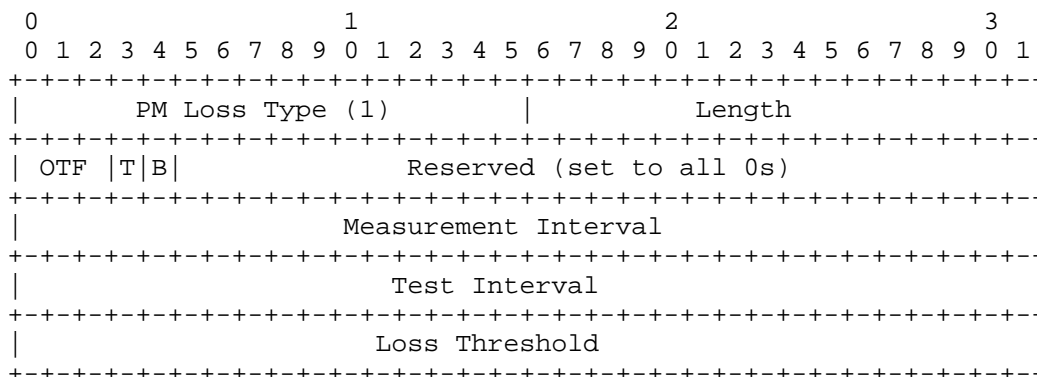 0                   1                   2                   3
0 1 2 3 4 5 6 7 8 9 0 1 2 3 4 5 6 7 8 9 0 1 2 3 4 5 6 7 8 9 0 1
+-+-+-+-+-+-+-+-+-+-+-+-+-+-+-+-+-+-+-+-+-+-+-+-+-+-+-+-+-+-+-+--
|       PM Loss Type (1)        |          Length
+-+-+-+-+-+-+-+-+-+-+-+-+-+-+-+-+-+-+-+-+-+-+-+-+-+-+-+-+-+-+-+--
| OTF |T|B|              Reserved (set to all 0s)
+-+-+-+-+-+-+-+-+-+-+-+-+-+-+-+-+-+-+-+-+-+-+-+-+-+-+-+-+-+-+-+--
|                    Measurement Interval
+-+-+-+-+-+-+-+-+-+-+-+-+-+-+-+-+-+-+-+-+-+-+-+-+-+-+-+-+-+-+-+--
|                       Test Interval
+-+-+-+-+-+-+-+-+-+-+-+-+-+-+-+-+-+-+-+-+-+-+-+-+-+-+-+-+-+-+-+--
|                      Loss Threshold
+-+-+-+-+-+-+-+-+-+-+-+-+-+-+-+-+-+-+-+-+-+-+-+-+-+-+-+-+-+-+-+--